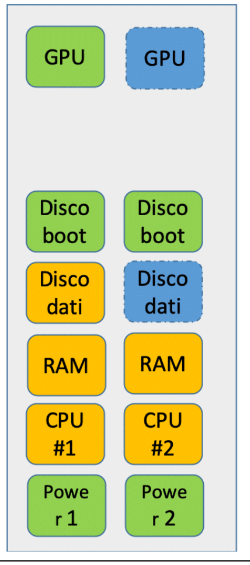 GPU GPU
Disco Disco
boot boot
Disco Disco
dati dati
RAM RAM
CPU CPU
#1 #2
Powe Powe
r 1 r 2